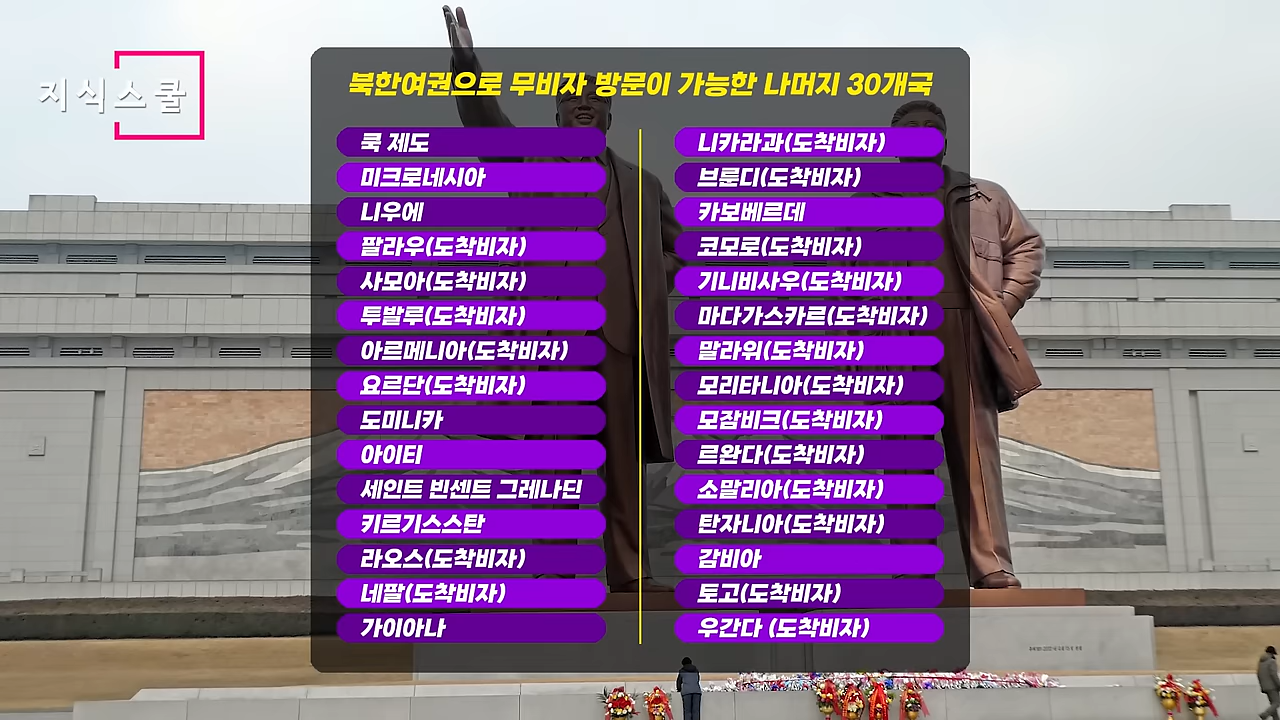 지식스쿨
북한여권으로 무비자 방문이 가능한 나머지 30개국
쿡 제도
미크로네시아
니우에
팔라우(도착비자)
사모아(도착비자)
투발루(도착비자)
아르메니아(도착비자)
요르단(도착비자)
도미니카
아이티
세인트 빈센트 그레나딘
키르기스스탄
라오스(도착비자)
네팔(도착비자)
가이아나
니카라과(도착비자)
브룬디(도착비자)
카보베르데
코모로(도착비자)
기니비사우(도착비자)
마다가스카르(도착비자)
말라위(도착비자)
모리타니아(도착비자)
모잠비크(도착비자)
르완다(도착비자)
소말리아(도착비자)
탄자니아(도착비자)
감비아
토고(도착비자)
우간다 (도착비자)